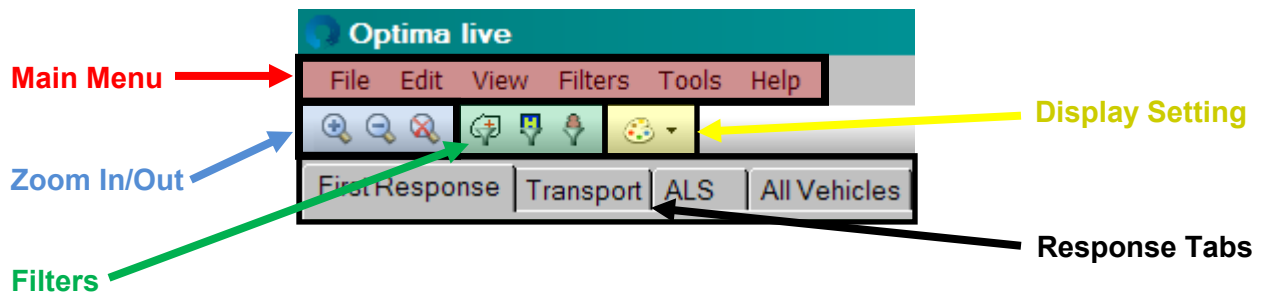 Optima live
Main Menu
File Edit View Filters Tools Help
Display Setting
Zoom In/Out
First Response Transport ALS All Vehicles
Response Tabs
Filters